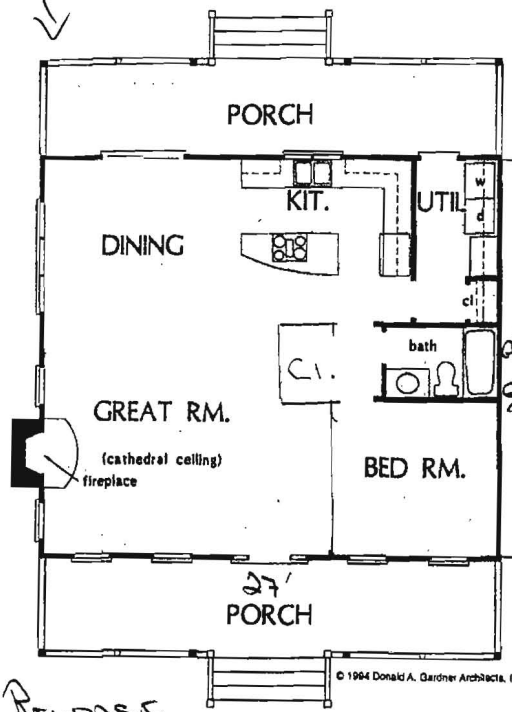 PORCH
KIT.
UTIL
w
d
DINING
cl
bath
Cl.
GREAT RM.
(cathedral ceiling)
fireplace
BED RM.
27'
PORCH
© 1994 Donald A. Gardner Architects,